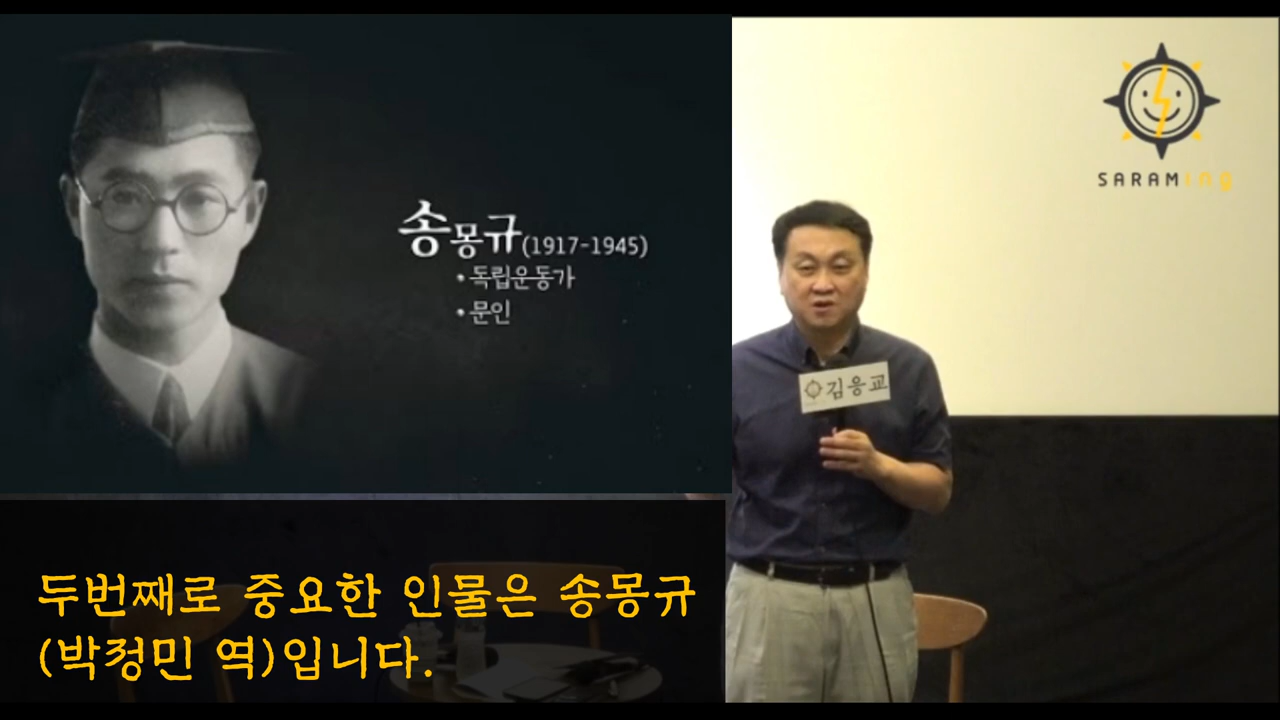 송몽규(1917-1945)
• 독립운동가
• 문인
SARAMing
김응교
두번째로 중요한 인물은 송몽규
(박정민 역)입니다.